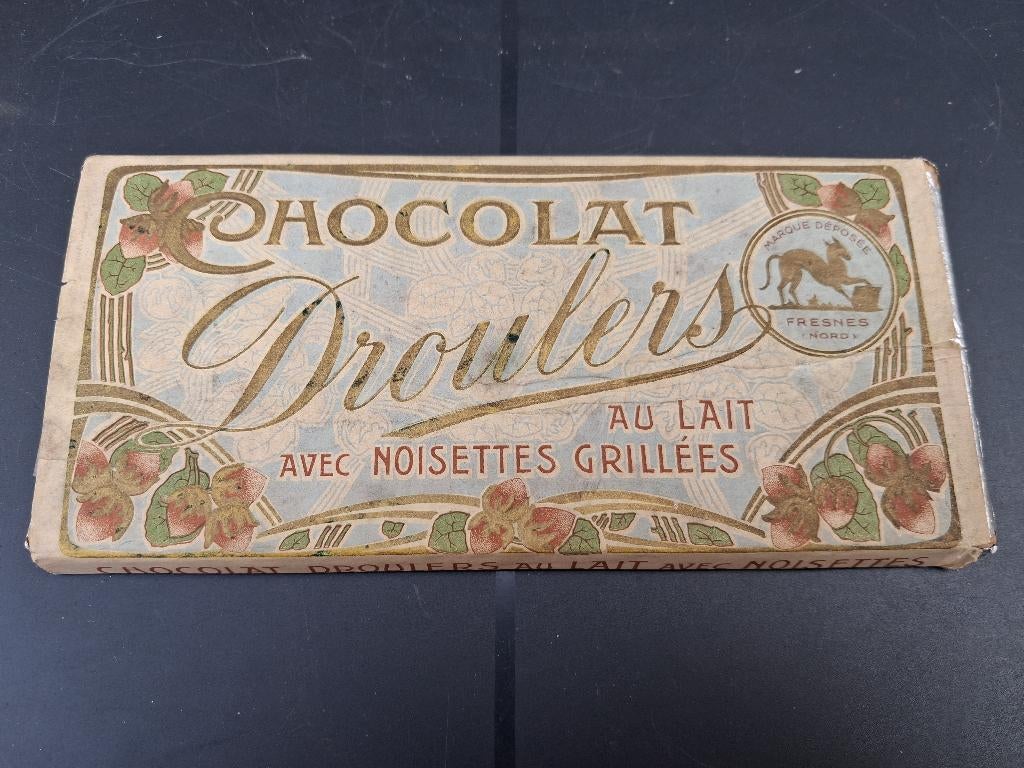 CHOCOLAT
Droulers
MARQUE DÉPOSÉE
FRESNES
(NORD)
AU LAIT
AVEC NOISETTES GRILLÉES
CHOCOLAT DROULERS AU LAIT AVEC NOISETTES